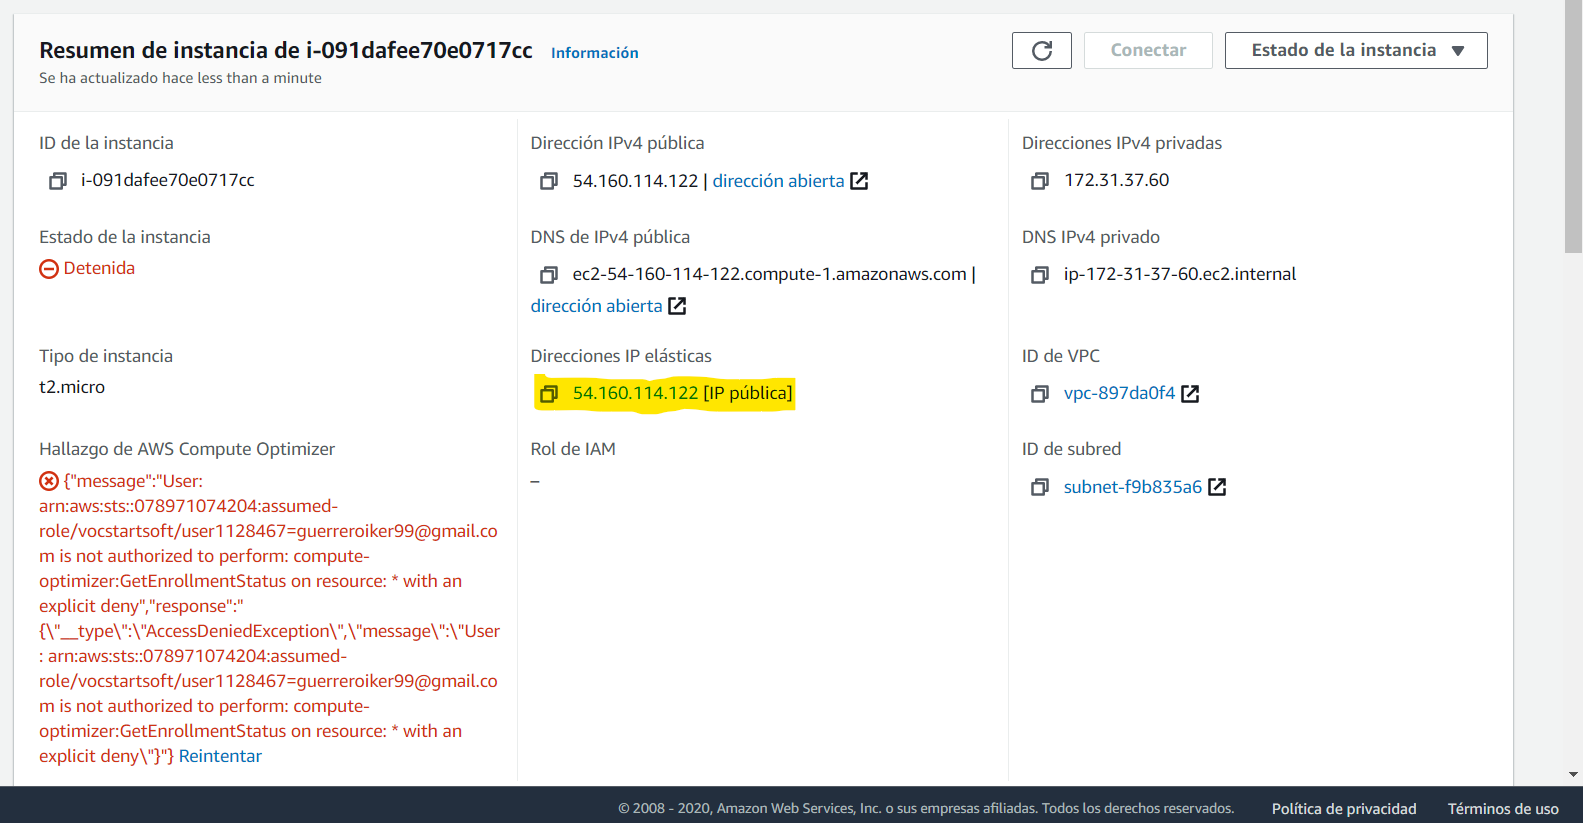 Resumen de instancia de i-091dafee70e0717cc Información
Se ha actualizado hace less than a minute
Conectar
Estado de la instancia
ID de la instancia
i-091dafee70e0717cc
Estado de la instancia
Detenida
Tipo de instancia
t2.micro
Hallazgo de AWS Compute Optimizer
{"message":"User:
arn:aws:sts::078971074204:assumed-
role/vocstartsoft/user1128467=guerreroiker99@gmail.co
m is not authorized to perform: compute-
optimizer:GetEnrollmentStatus on resource: * with an
explicit deny","response":"
{\"__type\":\"AccessDeniedException\",\"message\":\"User
: arn:aws:sts::078971074204:assumed-
role/vocstartsoft/user1128467=guerreroiker99@gmail.co
m is not authorized to perform: compute-
optimizer:GetEnrollmentStatus on resource: * with an
explicit deny\"}"} Reintentar
Dirección IPv4 pública
54.160.114.122 | dirección abierta
DNS de IPv4 pública
ec2-54-160-114-122.compute-1.amazonaws.com |
dirección abierta
Direcciones IP elásticas
54.160.114.122 [IP pública]
Rol de IAM
–
Direcciones IPv4 privadas
172.31.37.60
DNS IPv4 privado
ip-172-31-37-60.ec2.internal
ID de VPC
vpc-897da0f4
ID de subred
subnet-f9b835a6
© 2008 - 2020, Amazon Web Services, Inc. o sus empresas afiliadas. Todos los derechos reservados. Política de privacidad Términos de uso